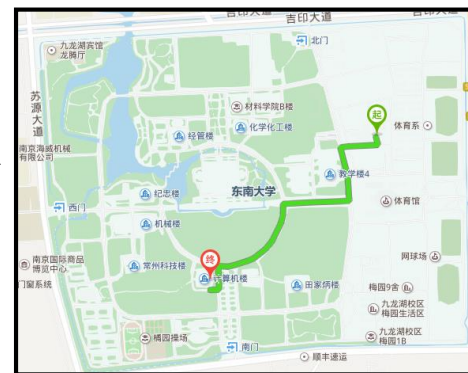 吉印大道
吉印大道
九龙湖宾馆
龙腾厅
北门
苏源大道
材料学院B楼
起
体育系
化学化工楼
经管楼
南京海威机械
有限公司
教学楼4
纪忠楼
东南大学
体育馆
西门
机械楼
终
网球场
南京国际商品
博览中心
常州科技楼
计算机楼
田家炳楼
门窗系统
梅园9舍
九龙湖校区
梅园生活区
橘园操场
九龙湖校区
梅园1B
南门
顺丰速运